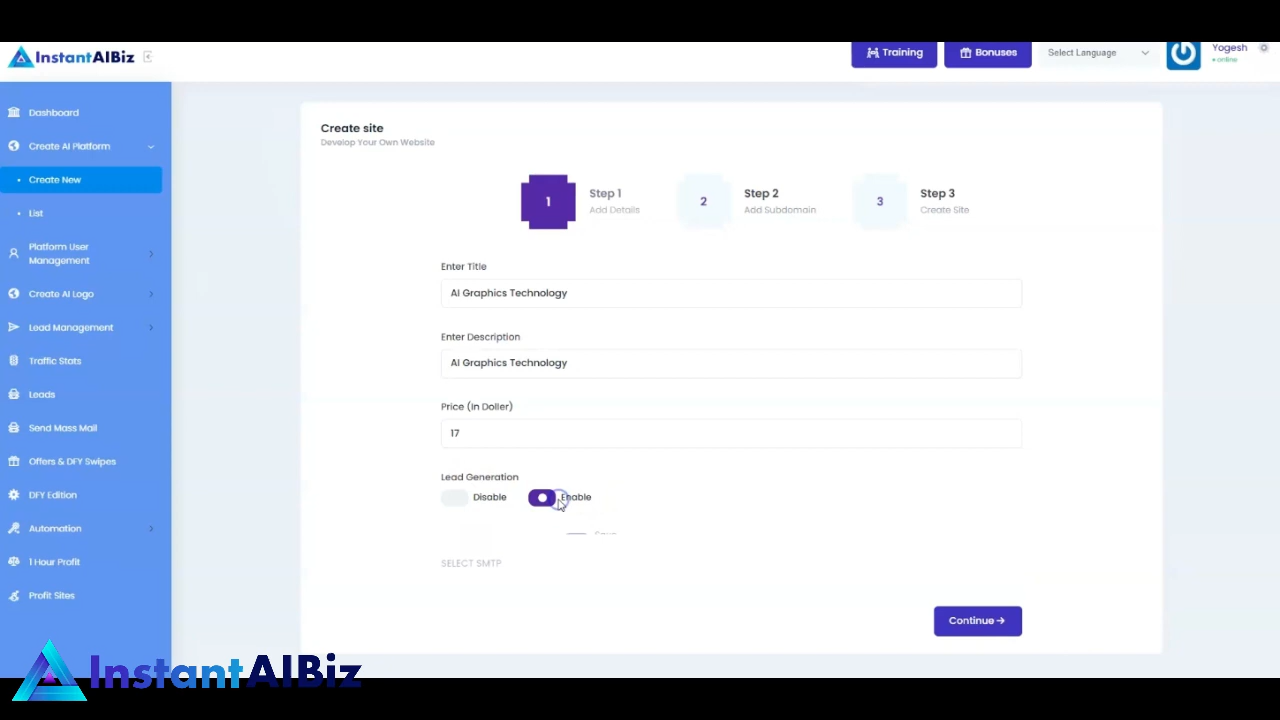 InstantAIBiz
Training
Bonuses
Select Language
Yogesh
online
Dashboard
Create AI Platform
Create New
List
Platform User
Management
Create AI Logo
Lead Management
Traffic Stats
Leads
Send Mass Mail
Offers & DFY Swipes
DFY Edition
Automation
1 Hour Profit
Profit Sites
Create site
Develop Your Own Website
1
Step 1
Add Details
2
Step 2
Add Subdomain
3
Step 3
Create Site
Enter Title
AI Graphics Technology
Enter Description
AI Graphics Technology
Price (In Doller)
17
Lead Generation
Disable
Enable
SELECT SMTP
Continue →
InstantAIBiz